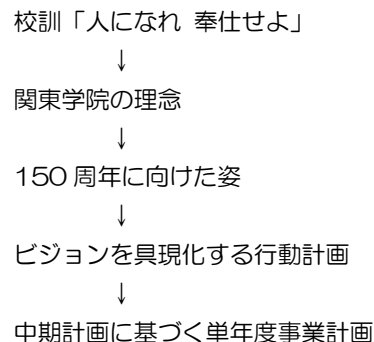 校訓「人になれ 奉仕せよ」
↓
関東学院の理念
↓
150 周年に向けた姿
↓
ビジョンを具現化する行動計画
↓
中期計画に基づく単年度事業計画